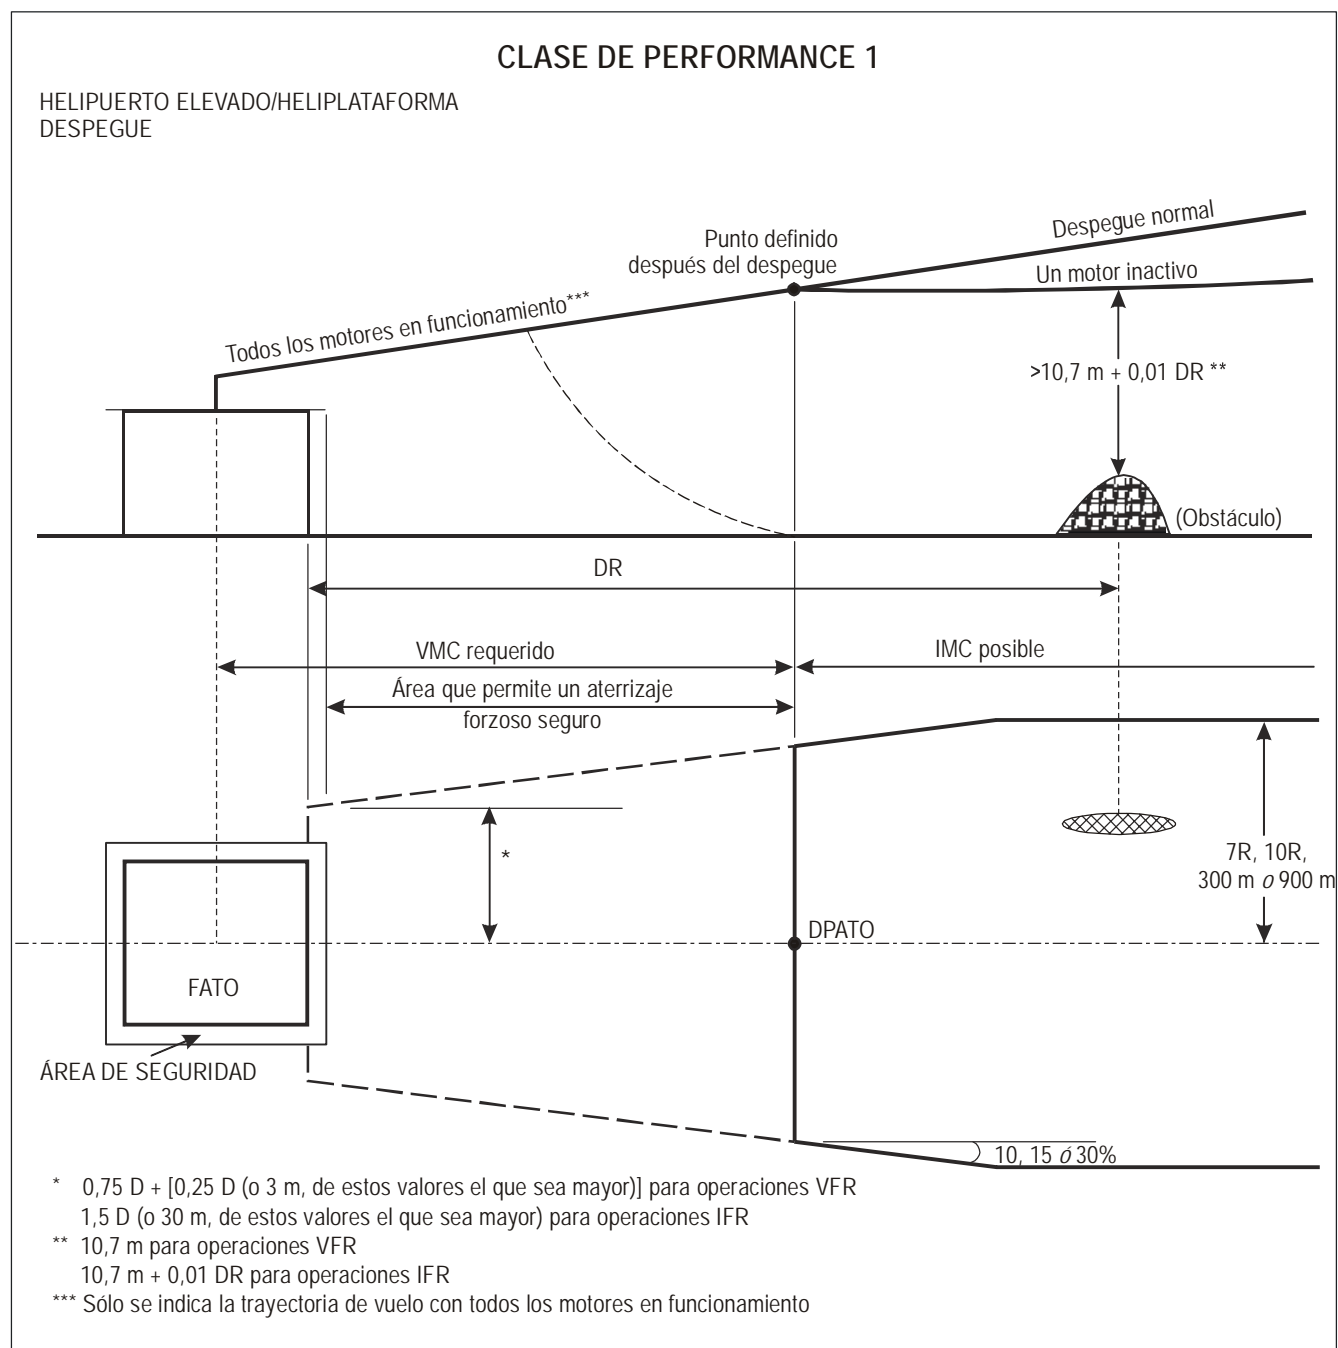 CLASE DE PERFORMANCE 1
HELIPUERTO ELEVADO/HELIPLATAFORMA
DESPEGUE
Despegue normal
Punto definido
después del despegue
Un motor inactivo
Todos los motores en funcionamiento***
>10,7 m + 0,01 DR **
(Obstáculo)
DR
VMC requerido
IMC posible
Área que permite un aterrizaje
forzoso seguro
*
7R, 10R,
300 m o 900 m
DPATO
FATO
ÁREA DE SEGURIDAD
10, 15 ó 30%
* 0,75 D + [0,25 D (o 3 m, de estos valores el que sea mayor)] para operaciones VFR
1,5 D (o 30 m, de estos valores el que sea mayor) para operaciones IFR
** 10,7 m para operaciones VFR
10,7 m + 0,01 DR para operaciones IFR
*** Sólo se indica la trayectoria de vuelo con todos los motores en funcionamiento